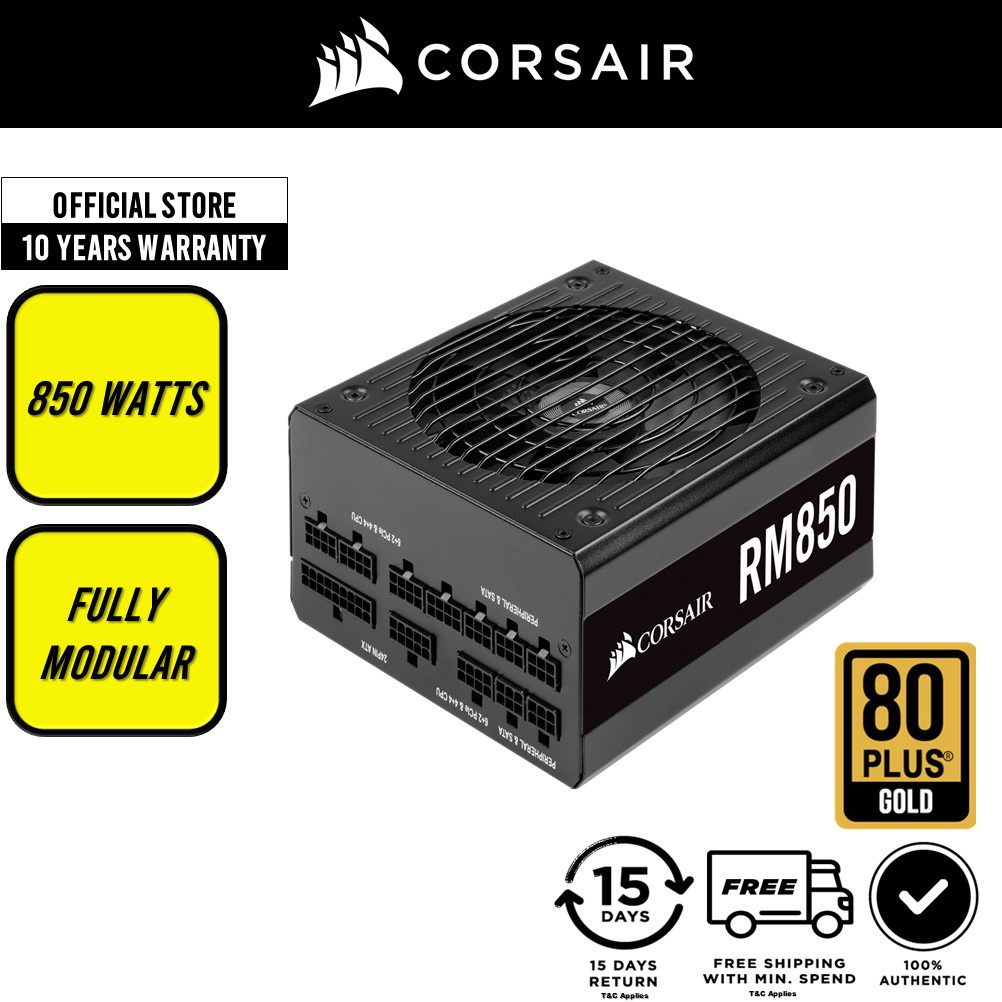 CORSAIR
OFFICIAL STORE
10 YEARS WARRANTY
850 WATTS
FULLY
MODULAR
CORSAIR
6+2 PCIe & 4+4 CPU
PERIPHERAL & SATA
24PIN ATX
6+2 PCIe & 4+4 CPU
PERIPHERAL & SATA
CORSAIR
RM850
80
PLUS®
GOLD
15
DAYS
15 DAYS
RETURN
T&C Applies
FREE
FREE SHIPPING
WITH MIN. SPEND
T&C Applies
100%
AUTHENTIC